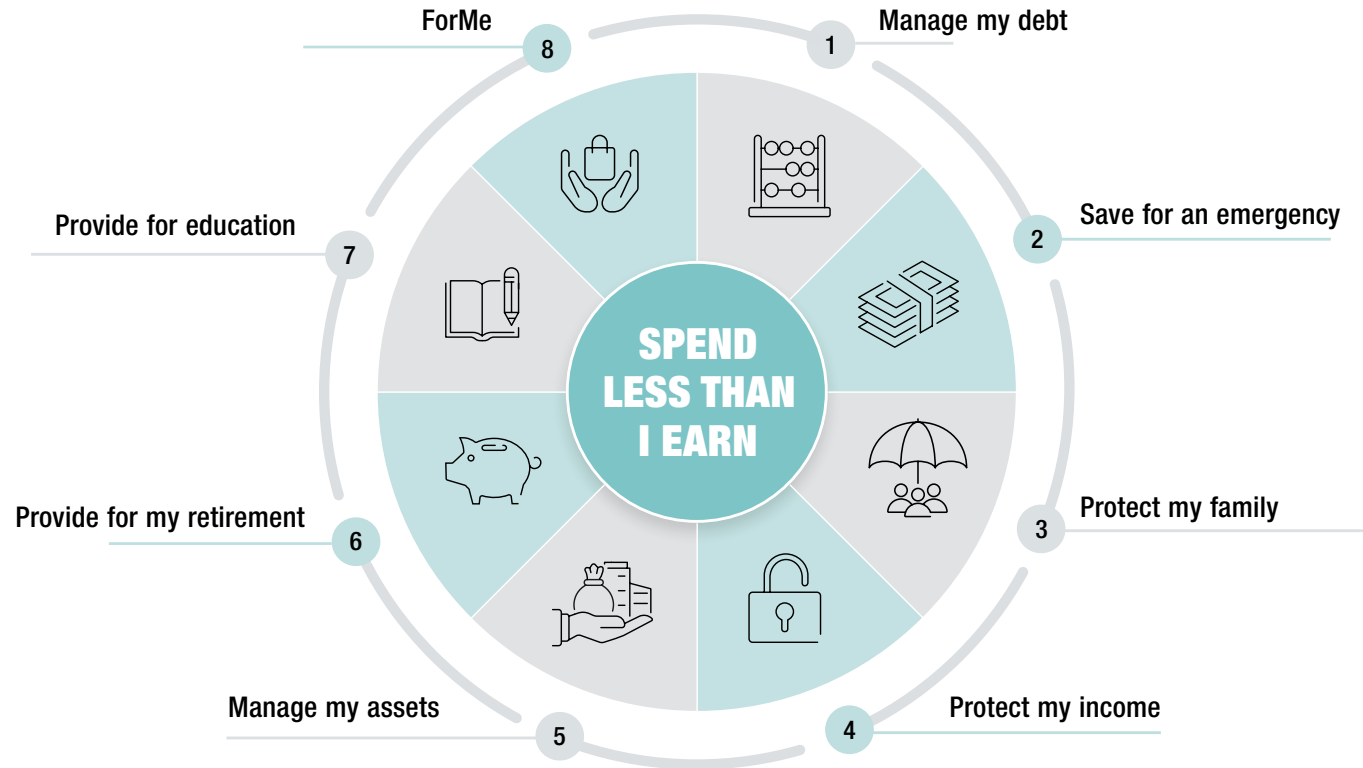 ForMe
8
1
Manage my debt
2
Save for an emergency
3
Protect my family
4
Protect my income
5
Manage my assets
6
Provide for my retirement
7
Provide for education
SPEND
LESS THAN
I EARN